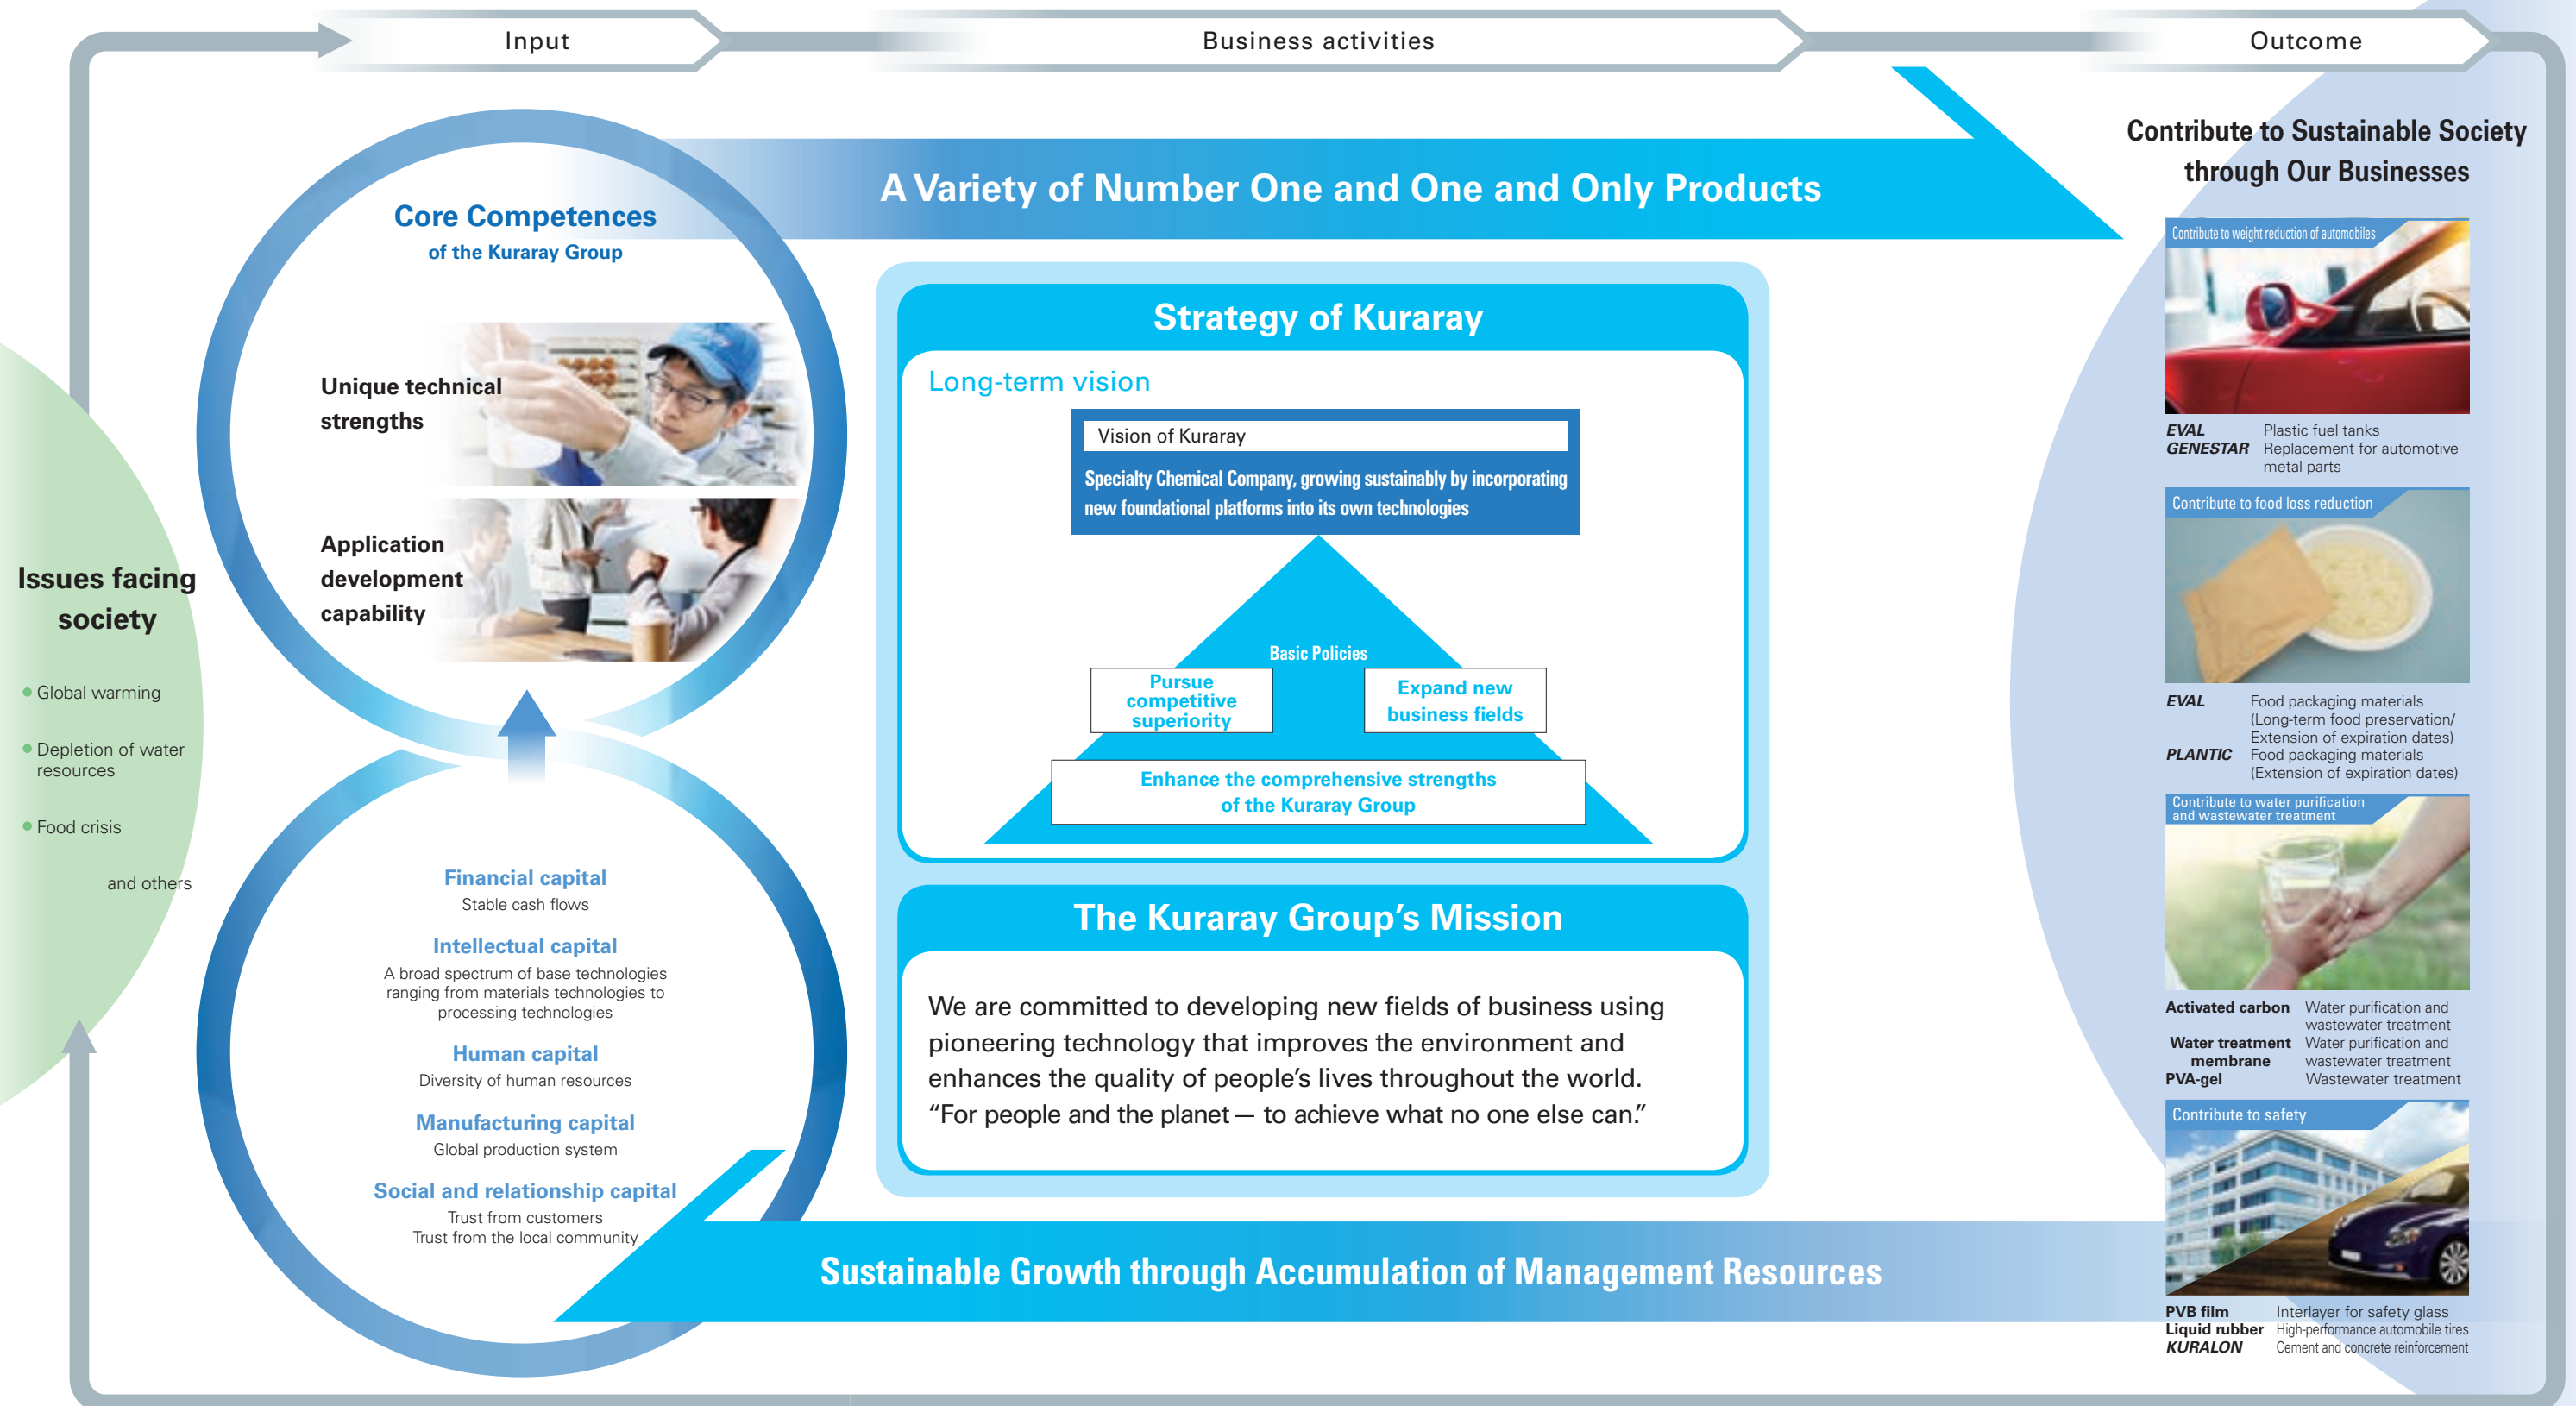 Input
Business activities
Outcome
Issues facing
society
Global warming
Depletion of water
resources
Food crisis
and others
Core Competences
of the Kuraray Group
Unique technical
strengths
Application
development
capability
Financial capital
Stable cash flows
Intellectual capital
A broad spectrum of base technologies
ranging from materials technologies to
processing technologies
Human capital
Diversity of human resources
Manufacturing capital
Global production system
Social and relationship capital
Trust from customers
Trust from the local community
A Variety of Number One and One and Only Products
Strategy of Kuraray
Long-term vision
Vision of Kuraray
Specialty Chemical Company, growing sustainably by incorporating
new foundational platforms into its own technologies
Basic Policies
Pursue
competitive
superiority
Expand new
business fields
Enhance the comprehensive strengths
of the Kuraray Group
The Kuraray Group’s Mission
We are committed to developing new fields of business using
pioneering technology that improves the environment and
enhances the quality of people’s lives throughout the world.
“For people and the planet — to achieve what no one else can.”
Sustainable Growth through Accumulation of Management Resources
Contribute to Sustainable Society
through Our Businesses
Contribute to weight reduction of automobiles
EVAL Plastic fuel tanks
GENESTAR Replacement for automotive
metal parts
Contribute to food loss reduction
EVAL Food packaging materials
(Long-term food preservation/
Extension of expiration dates)
PLANTIC Food packaging materials
(Extension of expiration dates)
Contribute to water purification
and wastewater treatment
Activated carbon Water purification and
wastewater treatment
Water treatment Water purification and
membrane wastewater treatment
PVA-gel Wastewater treatment
Contribute to safety
PVB film Interlayer for safety glass
Liquid rubber High-performance automobile tires
KURALON Cement and concrete reinforcement